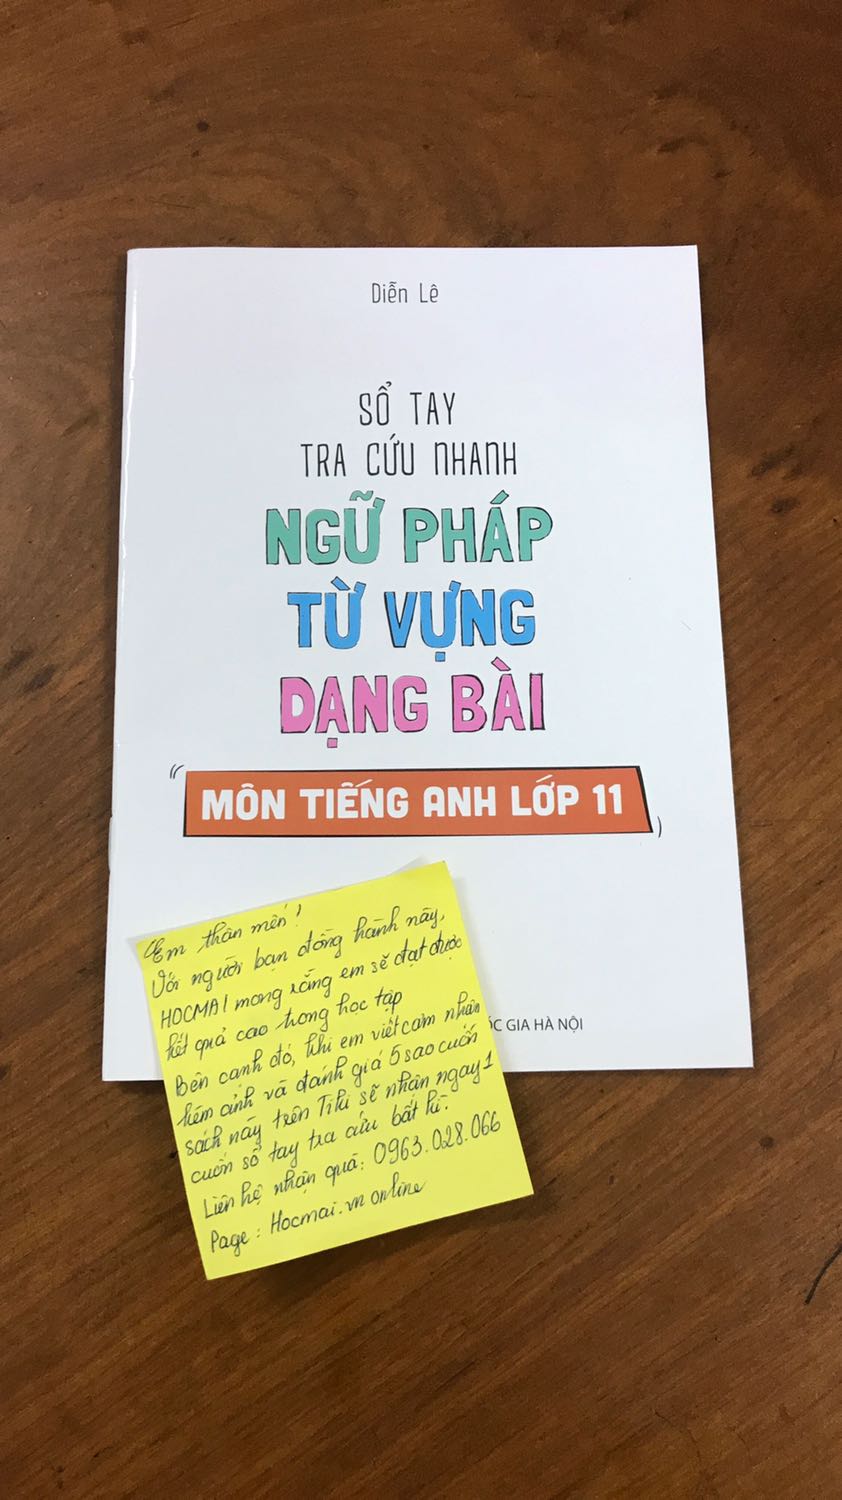 Diễn Lê
SỔ TAY
TRA CỨU NHANH
NGỮ PHÁP
TỪ VỰNG
DẠNG BÀI
MÔN TIẾNG ANH LỚP 11
Em thân mến!
Với người bạn đồng hành này,
HOCMAI mong rằng em sẽ đạt được
kết quả cao trong học tập
Bên cạnh đó, khi em viết cảm nhận
kèm ảnh và đánh giá 5 sao cuốn
sách này trên Tiki sẽ nhận ngay 1
cuốn sổ tay tra cứu bất kì.
Liên hệ nhận quà: 0963.028.066
Page: Hocmai.vn online
ỐC GIA HÀ NỘI